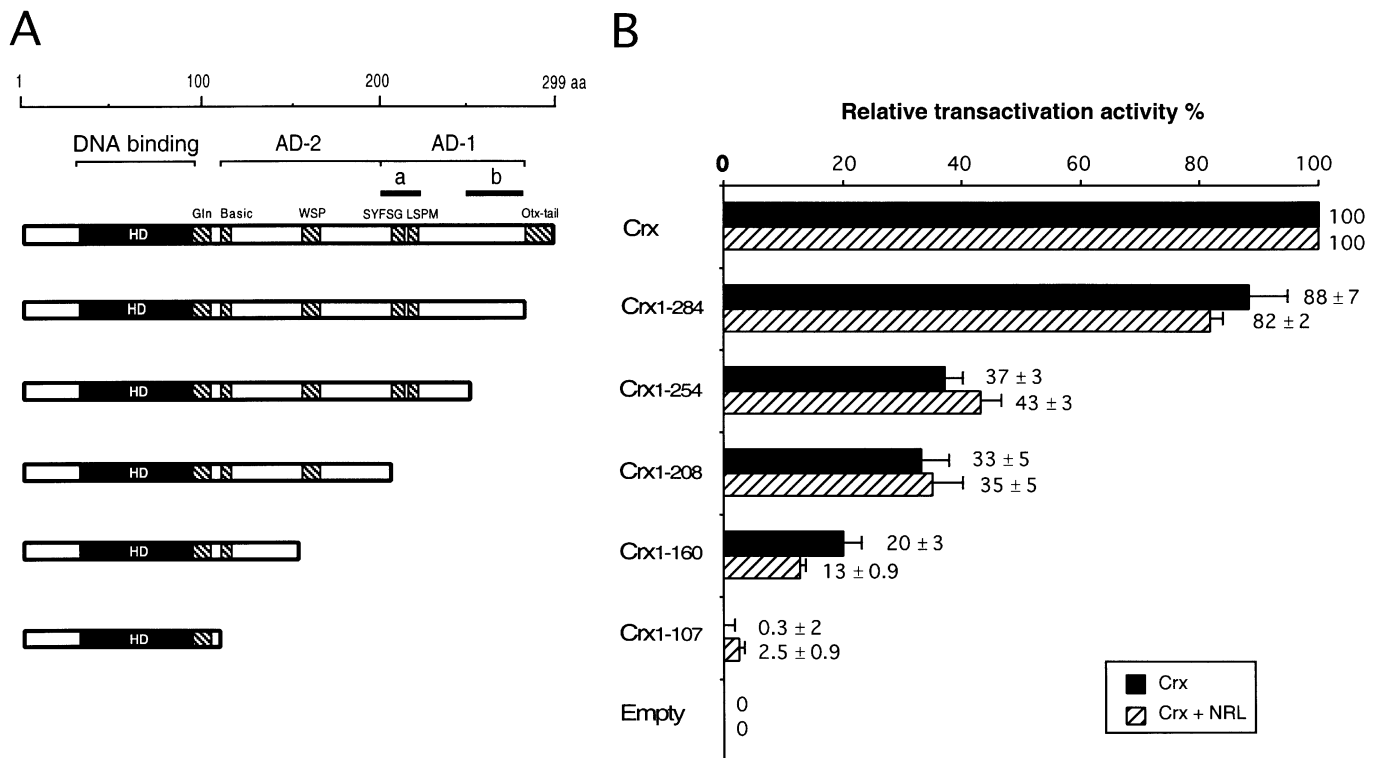 A
1 100 200 299 aa
DNA binding AD-2 AD-1
a b
Gln Basic WSP SYFSG LSPM Otx-tail
HD
HD
HD
HD
HD
HD
B
Relative transactivation activity %
0 20 40 60 80 100
Crx 100
100
Crx1-284 88 ± 7
82 ± 2
Crx1-254 37 ± 3
43 ± 3
Crx1-208 33 ± 5
35 ± 5
Crx1-160 20 ± 3
13 ± 0.9
Crx1-107 0.3 ± 2
2.5 ± 0.9
Empty 0
0
Crx
Crx + NRL